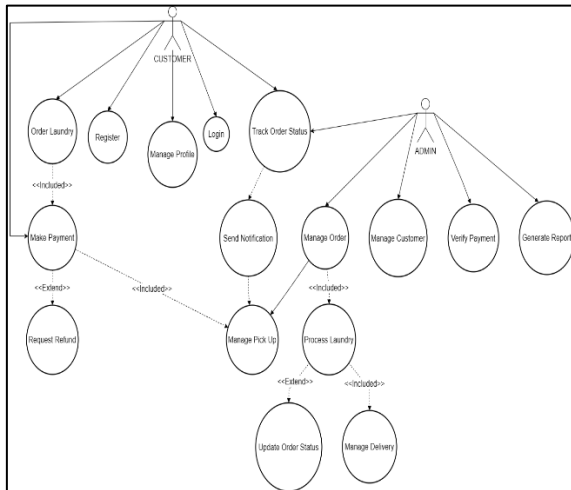 CUSTOMER
ADMIN
Order Laundry
Register
Manage Profile
Login
Track Order Status
<<Included>>
Make Payment
Send Notification
Manage Order
Manage Customer
Verify Payment
Generate Report
<<Extend>>
<<Included>>
<<Included>>
Request Refund
Manage Pick Up
Process Laundry
<<Extend>>
<<Included>>
Update Order Status
Manage Delivery